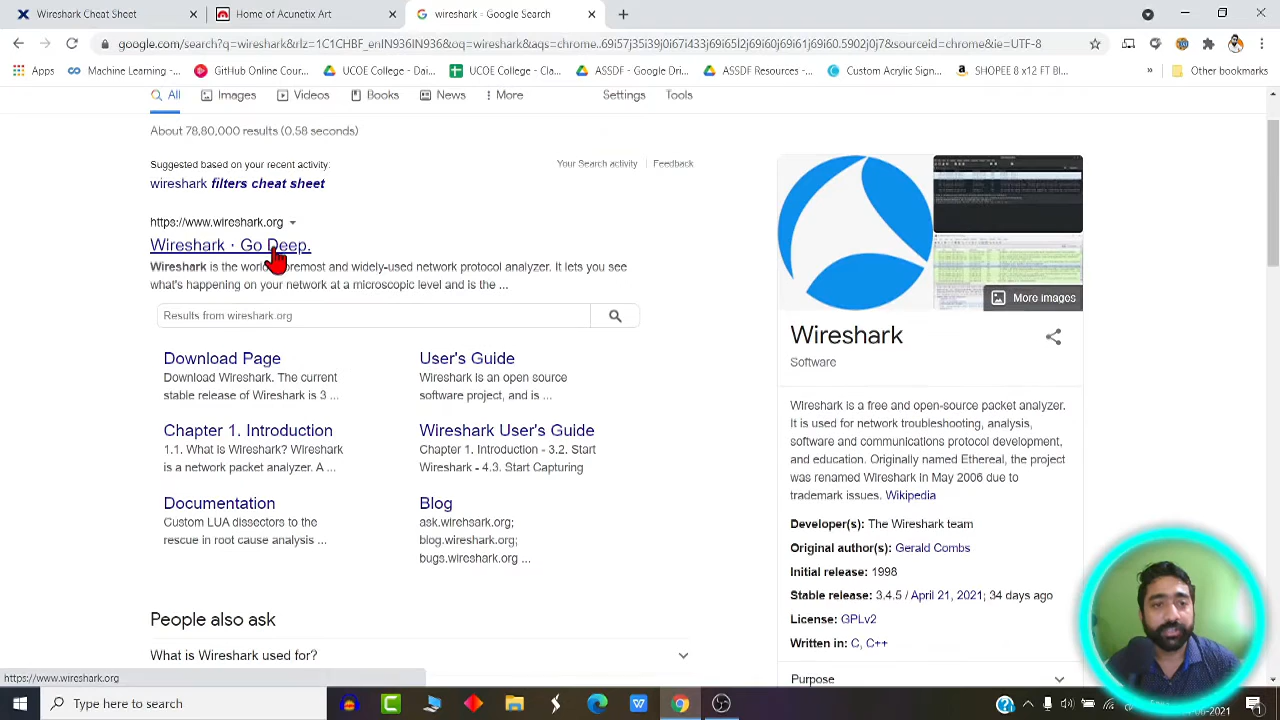 Home of Cheat Art
wireshark - Google Search
google.com/search?q=wireshark&rlz=1C1CHBF_enIN936IN936&oq=wireshark&aqs=chrome..69i57j35i39j0i67i433j69i65l2j69i60j69i61j69i60.5902j0j7&sourceid=chrome&ie=UTF-8
Apps
Machine Learning -...
GitHub Online Cour...
UCOE College - Dai...
UCOE College - Cla...
ASSDF - Google Dri...
ASSDF Resources -...
Custom Acrylic Sign...
SHOPEE 8 x12 FT Bl...
»
Other bookmarks
All
Images
Videos
Books
News
More
Settings
Tools
About 78,80,000 results (0.58 seconds)
Suggested based on your recent activity:
Your Search activity
Feedback
wireshark filters cheat sheet
https://www.wireshark.org
Wireshark
Wireshark is the
and
-used network protocol analyzer. It lets you see
what's happening
network at a microscopic level and is the ...
Results from
Download Page
Download Wireshark. The current
stable release of Wireshark is 3 ...
User's Guide
Wireshark is an open source
software project, and is ...
Chapter 1. Introduction
1.1. What is Wireshark? Wireshark
is a network packet analyzer. A ...
Wireshark User's Guide
Chapter 1. Introduction - 3.2. Start
Wireshark - 4.3. Start Capturing
Documentation
Custom LUA dissectors to the
rescue in root cause analysis ...
Blog
ask.wirehsark.org;
blog.wireshark.org;
bugs.wireshark.org ...
People also ask
What is Wireshark used for?
More images
Wireshark
Software
Wireshark is a free and open-source packet analyzer.
It is used for network troubleshooting, analysis,
software and communications protocol development,
and education. Originally named Ethereal, the project
was renamed Wireshark in May 2006 due to
trademark issues. Wikipedia
Developer(s): The Wireshark team
Original author(s): Gerald Combs
Initial release: 1998
Stable release: 3.4.5 / April 21, 2021; 34 days ago
License: GPLv2
Written in: C, C++
Purpose
https://www.wireshark.org
Type here to search